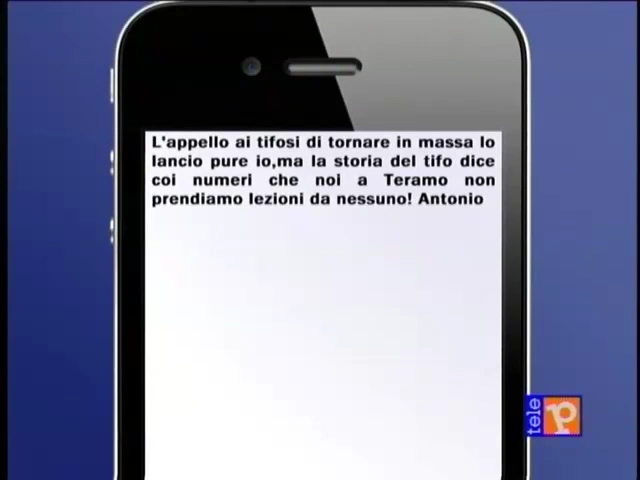 L'appello ai tifosi di tornare in massa lo
lancio pure io,ma la storia del tifo dice
coi numeri che noi a Teramo non
prendiamo lezioni da nessuno! Antonio
tele p